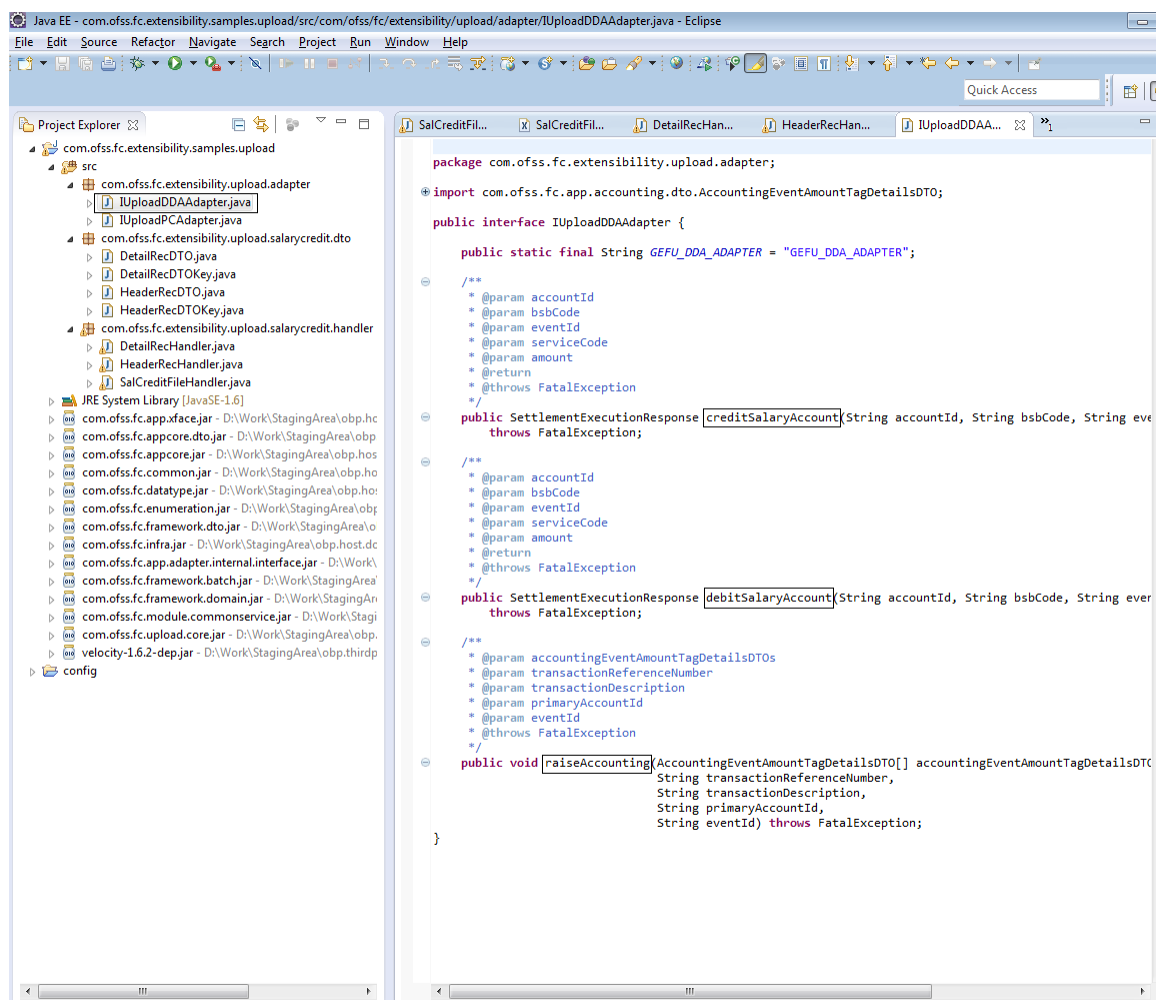 Java EE - com.ofss.fc.extensibility.samples.upload/src/com/ofss/fc/extensibility/upload/adapter/IUploadDDAAdapter.java - Eclipse
File Edit Source Refactor Navigate Search Project Run Window Help
Quick Access
Project Explorer
SalCreditFil... SalCreditFil... DetailRecHan... HeaderRecHan... IUploadDDAA... »1
com.ofss.fc.extensibility.samples.upload
src
com.ofss.fc.extensibility.upload.adapter
IUploadDDAAdapter.java
IUploadPCAdapter.java
com.ofss.fc.extensibility.upload.salarycredit.dto
DetailRecDTO.java
DetailRecDTOKey.java
HeaderRecDTO.java
HeaderRecDTOKey.java
com.ofss.fc.extensibility.upload.salarycredit.handler
DetailRecHandler.java
HeaderRecHandler.java
SalCreditFileHandler.java
JRE System Library [JavaSE-1.6]
com.ofss.fc.app.xface.jar - D:\Work\StagingArea\obp.hc
com.ofss.fc.appcore.dto.jar - D:\Work\StagingArea\obp
com.ofss.fc.appcore.jar - D:\Work\StagingArea\obp.hos
com.ofss.fc.common.jar - D:\Work\StagingArea\obp.ho
com.ofss.fc.datatype.jar - D:\Work\StagingArea\obp.hos
com.ofss.fc.enumeration.jar - D:\Work\StagingArea\obp
com.ofss.fc.framework.dto.jar - D:\Work\StagingArea\o
com.ofss.fc.infra.jar - D:\Work\StagingArea\obp.host.dc
com.ofss.fc.app.adapter.internal.interface.jar - D:\Work\
com.ofss.fc.framework.batch.jar - D:\Work\StagingArea
com.ofss.fc.framework.domain.jar - D:\Work\StagingAr
com.ofss.fc.module.commonservice.jar - D:\Work\Stagi
com.ofss.fc.upload.core.jar - D:\Work\StagingArea\obp.
velocity-1.6.2-dep.jar - D:\Work\StagingArea\obp.thirdp
config
package com.ofss.fc.extensibility.upload.adapter;
import com.ofss.fc.app.accounting.dto.AccountingEventAmountTagDetailsDTO;
public interface IUploadDDAAdapter {
public static final String GEFU_DDA_ADAPTER = "GEFU_DDA_ADAPTER";
/**
* @param accountId
* @param bsbCode
* @param eventId
* @param serviceCode
* @param amount
* @return
* @throws FatalException
*/
public SettlementExecutionResponse creditSalaryAccount(String accountId, String bsbCode, String eve
throws FatalException;
/**
* @param accountId
* @param bsbCode
* @param eventId
* @param serviceCode
* @param amount
* @return
* @throws FatalException
*/
public SettlementExecutionResponse debitSalaryAccount(String accountId, String bsbCode, String even
throws FatalException;
/**
* @param accountingEventAmountTagDetailsDTOs
* @param transactionReferenceNumber
* @param transactionDescription
* @param primaryAccountId
* @param eventId
* @throws FatalException
*/
public void raiseAccounting(AccountingEventAmountTagDetailsDTO[] accountingEventAmountTagDetailsDTO
String transactionReferenceNumber,
String transactionDescription,
String primaryAccountId,
String eventId) throws FatalException;
}